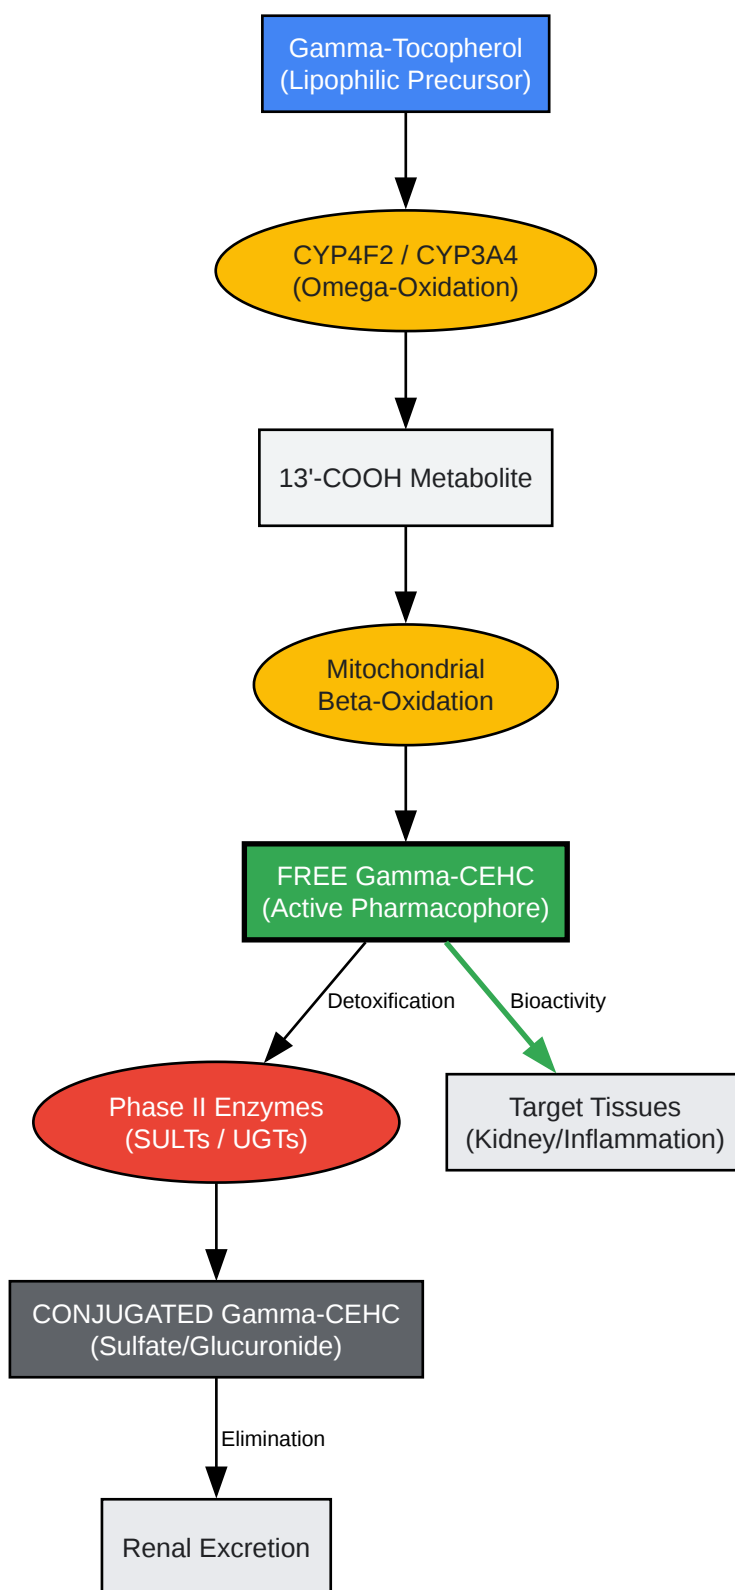 Gamma-Tocopherol
(Lipophilic Precursor)
CYP4F2 / CYP3A4
(Omega-Oxidation)
13'-COOH Metabolite
Mitochondrial
Beta-Oxidation
FREE Gamma-CEHC
(Active Pharmacophore)
Detoxification
Bioactivity
Phase II Enzymes
(SULTs / UGTs)
Target Tissues
(Kidney/Inflammation)
CONJUGATED Gamma-CEHC
(Sulfate/Glucuronide)
Elimination
Renal Excretion